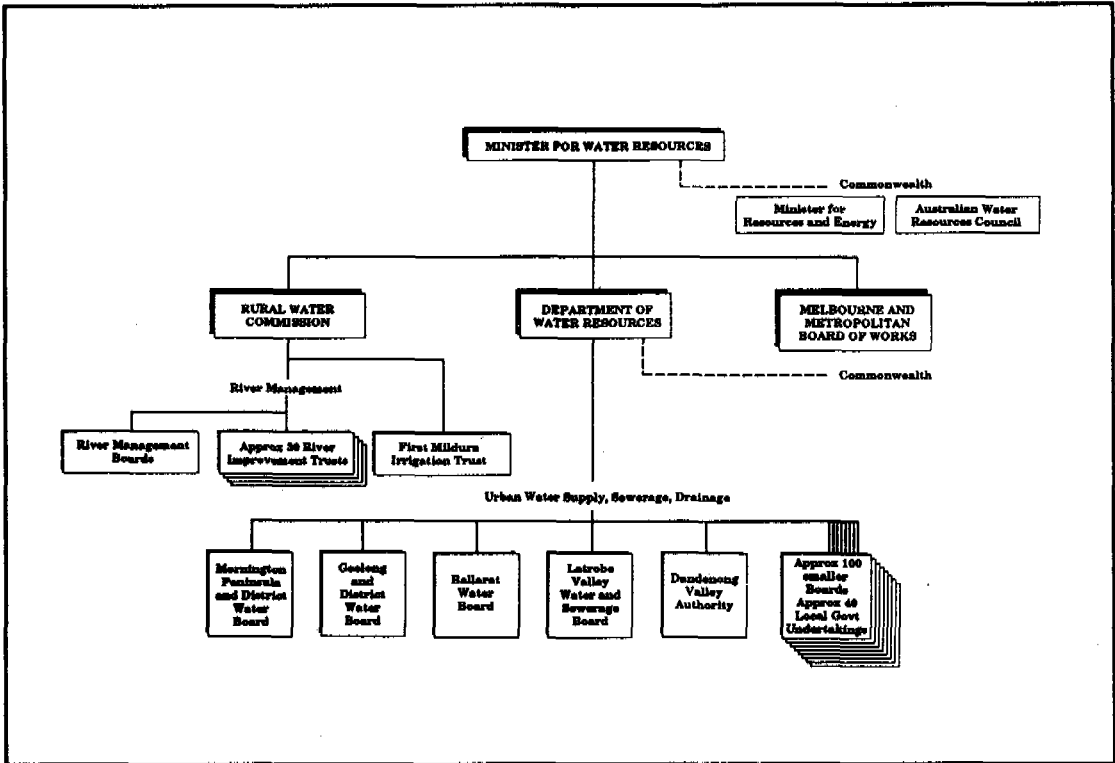 MINISTER FOR WATER RESOURCES
Commonwealth
Minister for
Resources and Energy
Australian Water
Resources Council
RURAL WATER
COMMISSION
DEPARTMENT OF
WATER RESOURCES
MELBOURNE AND
METROPOLITAN
BOARD OF WORKS
Commonwealth
River Management
River Management
Boards
Approx 30 River
Improvement Trusts
First Mildura
Irrigation Trust
Urban Water Supply, Sewerage, Drainage
Mornington
Peninsula
and District
Water
Board
Geelong
and
District
Water
Board
Ballarat
Water
Board
Latrobe
Valley
Water and
Sewerage
Board
Dandenong
Valley
Authority
Approx 100
smaller
Boards
Approx 40
Local Govt
Undertakings